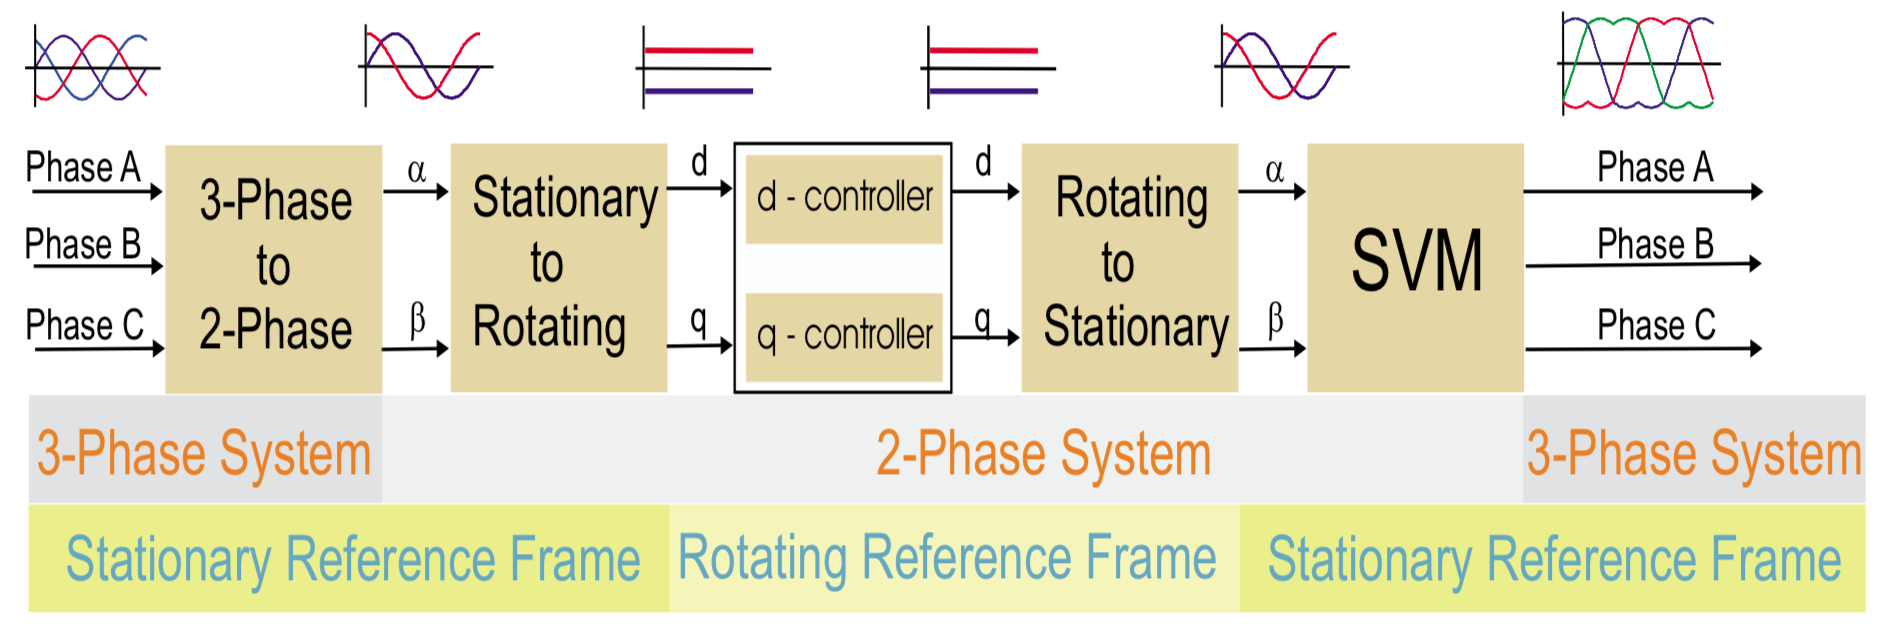 Phase A
Phase B
Phase C
3-Phase
to
2-Phase
α
β
Stationary
to
Rotating
d
q
d - controller
q - controller
d
q
Rotating
to
Stationary
α
β
SVM
Phase A
Phase B
Phase C
3-Phase System
2-Phase System
3-Phase System
Stationary Reference Frame
Rotating Reference Frame
Stationary Reference Frame